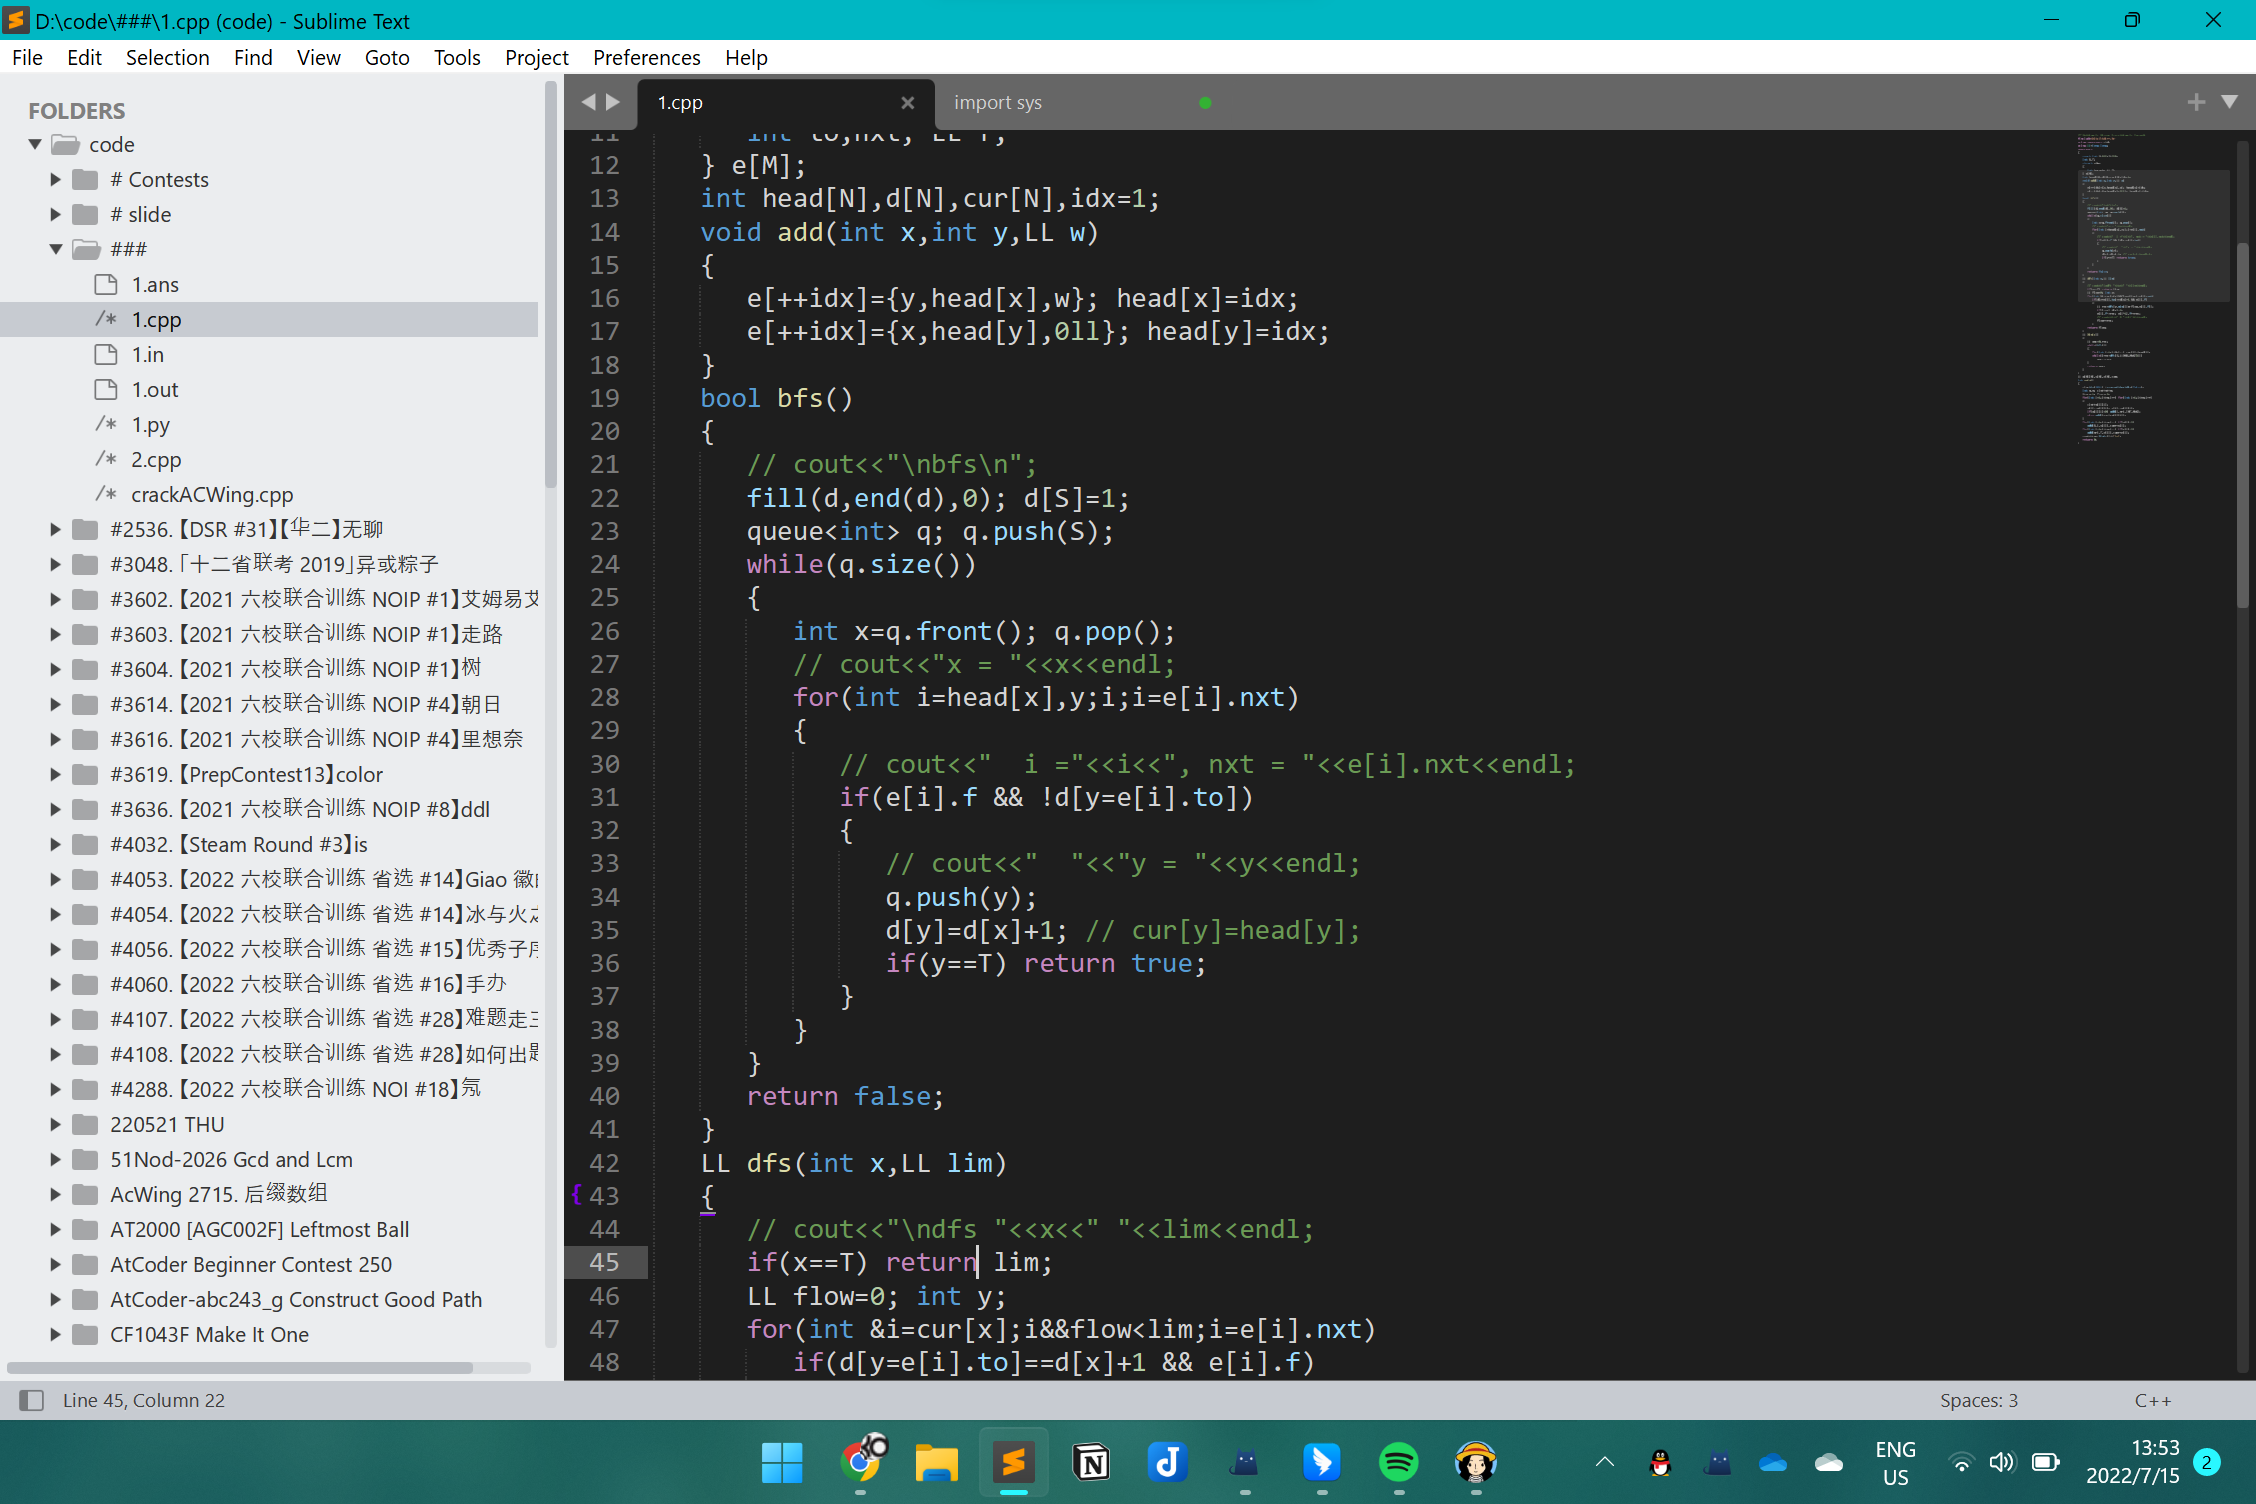 D:\code\###\1.cpp (code) - Sublime Text
File Edit Selection Find View Goto Tools Project Preferences Help
FOLDERS
code
# Contests
# slide
###
1.ans
1.cpp
1.in
1.out
1.py
2.cpp
crackACWing.cpp
#2536.【DSR #31】【华二】无聊
#3048.「十二省联考 2019」异或粽子
#3602.【2021 六校联合训练 NOIP #1】艾姆易艾
#3603.【2021 六校联合训练 NOIP #1】走路
#3604.【2021 六校联合训练 NOIP #1】树
#3614.【2021 六校联合训练 NOIP #4】朝日
#3616.【2021 六校联合训练 NOIP #4】里想奈
#3619.【PrepContest13】color
#3636.【2021 六校联合训练 NOIP #8】ddl
#4032.【Steam Round #3】is
#4053.【2022 六校联合训练 省选 #14】Giao 徽
#4054.【2022 六校联合训练 省选 #14】冰与火
#4056.【2022 六校联合训练 省选 #15】优秀子
#4060.【2022 六校联合训练 省选 #16】手办
#4107.【2022 六校联合训练 省选 #28】难题走
#4108.【2022 六校联合训练 省选 #28】如何出
#4288.【2022 六校联合训练 NOI #18】氖
220521 THU
51Nod-2026 Gcd and Lcm
AcWing 2715. 后缀数组
AT2000 [AGC002F] Leftmost Ball
AtCoder Beginner Contest 250
AtCoder-abc243_g Construct Good Path
CF1043F Make It One
1.cpp
import sys
11 int to,nxt; LL f;
12 } e[M];
13 int head[N],d[N],cur[N],idx=1;
14 void add(int x,int y,LL w)
15 {
16 e[++idx]={y,head[x],w}; head[x]=idx;
17 e[++idx]={x,head[y],0ll}; head[y]=idx;
18 }
19 bool bfs()
20 {
21 // cout<<"\nbfs\n";
22 fill(d,end(d),0); d[S]=1;
23 queue<int> q; q.push(S);
24 while(q.size())
25 {
26 int x=q.front(); q.pop();
27 // cout<<"x = "<<x<<endl;
28 for(int i=head[x],y;i;i=e[i].nxt)
29 {
30 // cout<<"  i ="<<i<<", nxt = "<<e[i].nxt<<endl;
31 if(e[i].f && !d[y=e[i].to])
32 {
33 // cout<<"  "<<"y = "<<y<<endl;
34 q.push(y);
35 d[y]=d[x]+1; // cur[y]=head[y];
36 if(y==T) return true;
37 }
38 }
39 }
40 return false;
41 }
42 LL dfs(int x,LL lim)
{ 43 {
44 // cout<<"\ndfs "<<x<<" "<<lim<<endl;
45 if(x==T) return lim;
46 LL flow=0; int y;
47 for(int &i=cur[x];i&&flow<lim;i=e[i].nxt)
48 if(d[y=e[i].to]==d[x]+1 && e[i].f)
Line 45, Column 22
Spaces: 3
C++
ENG
US
13:53
2022/7/15
2